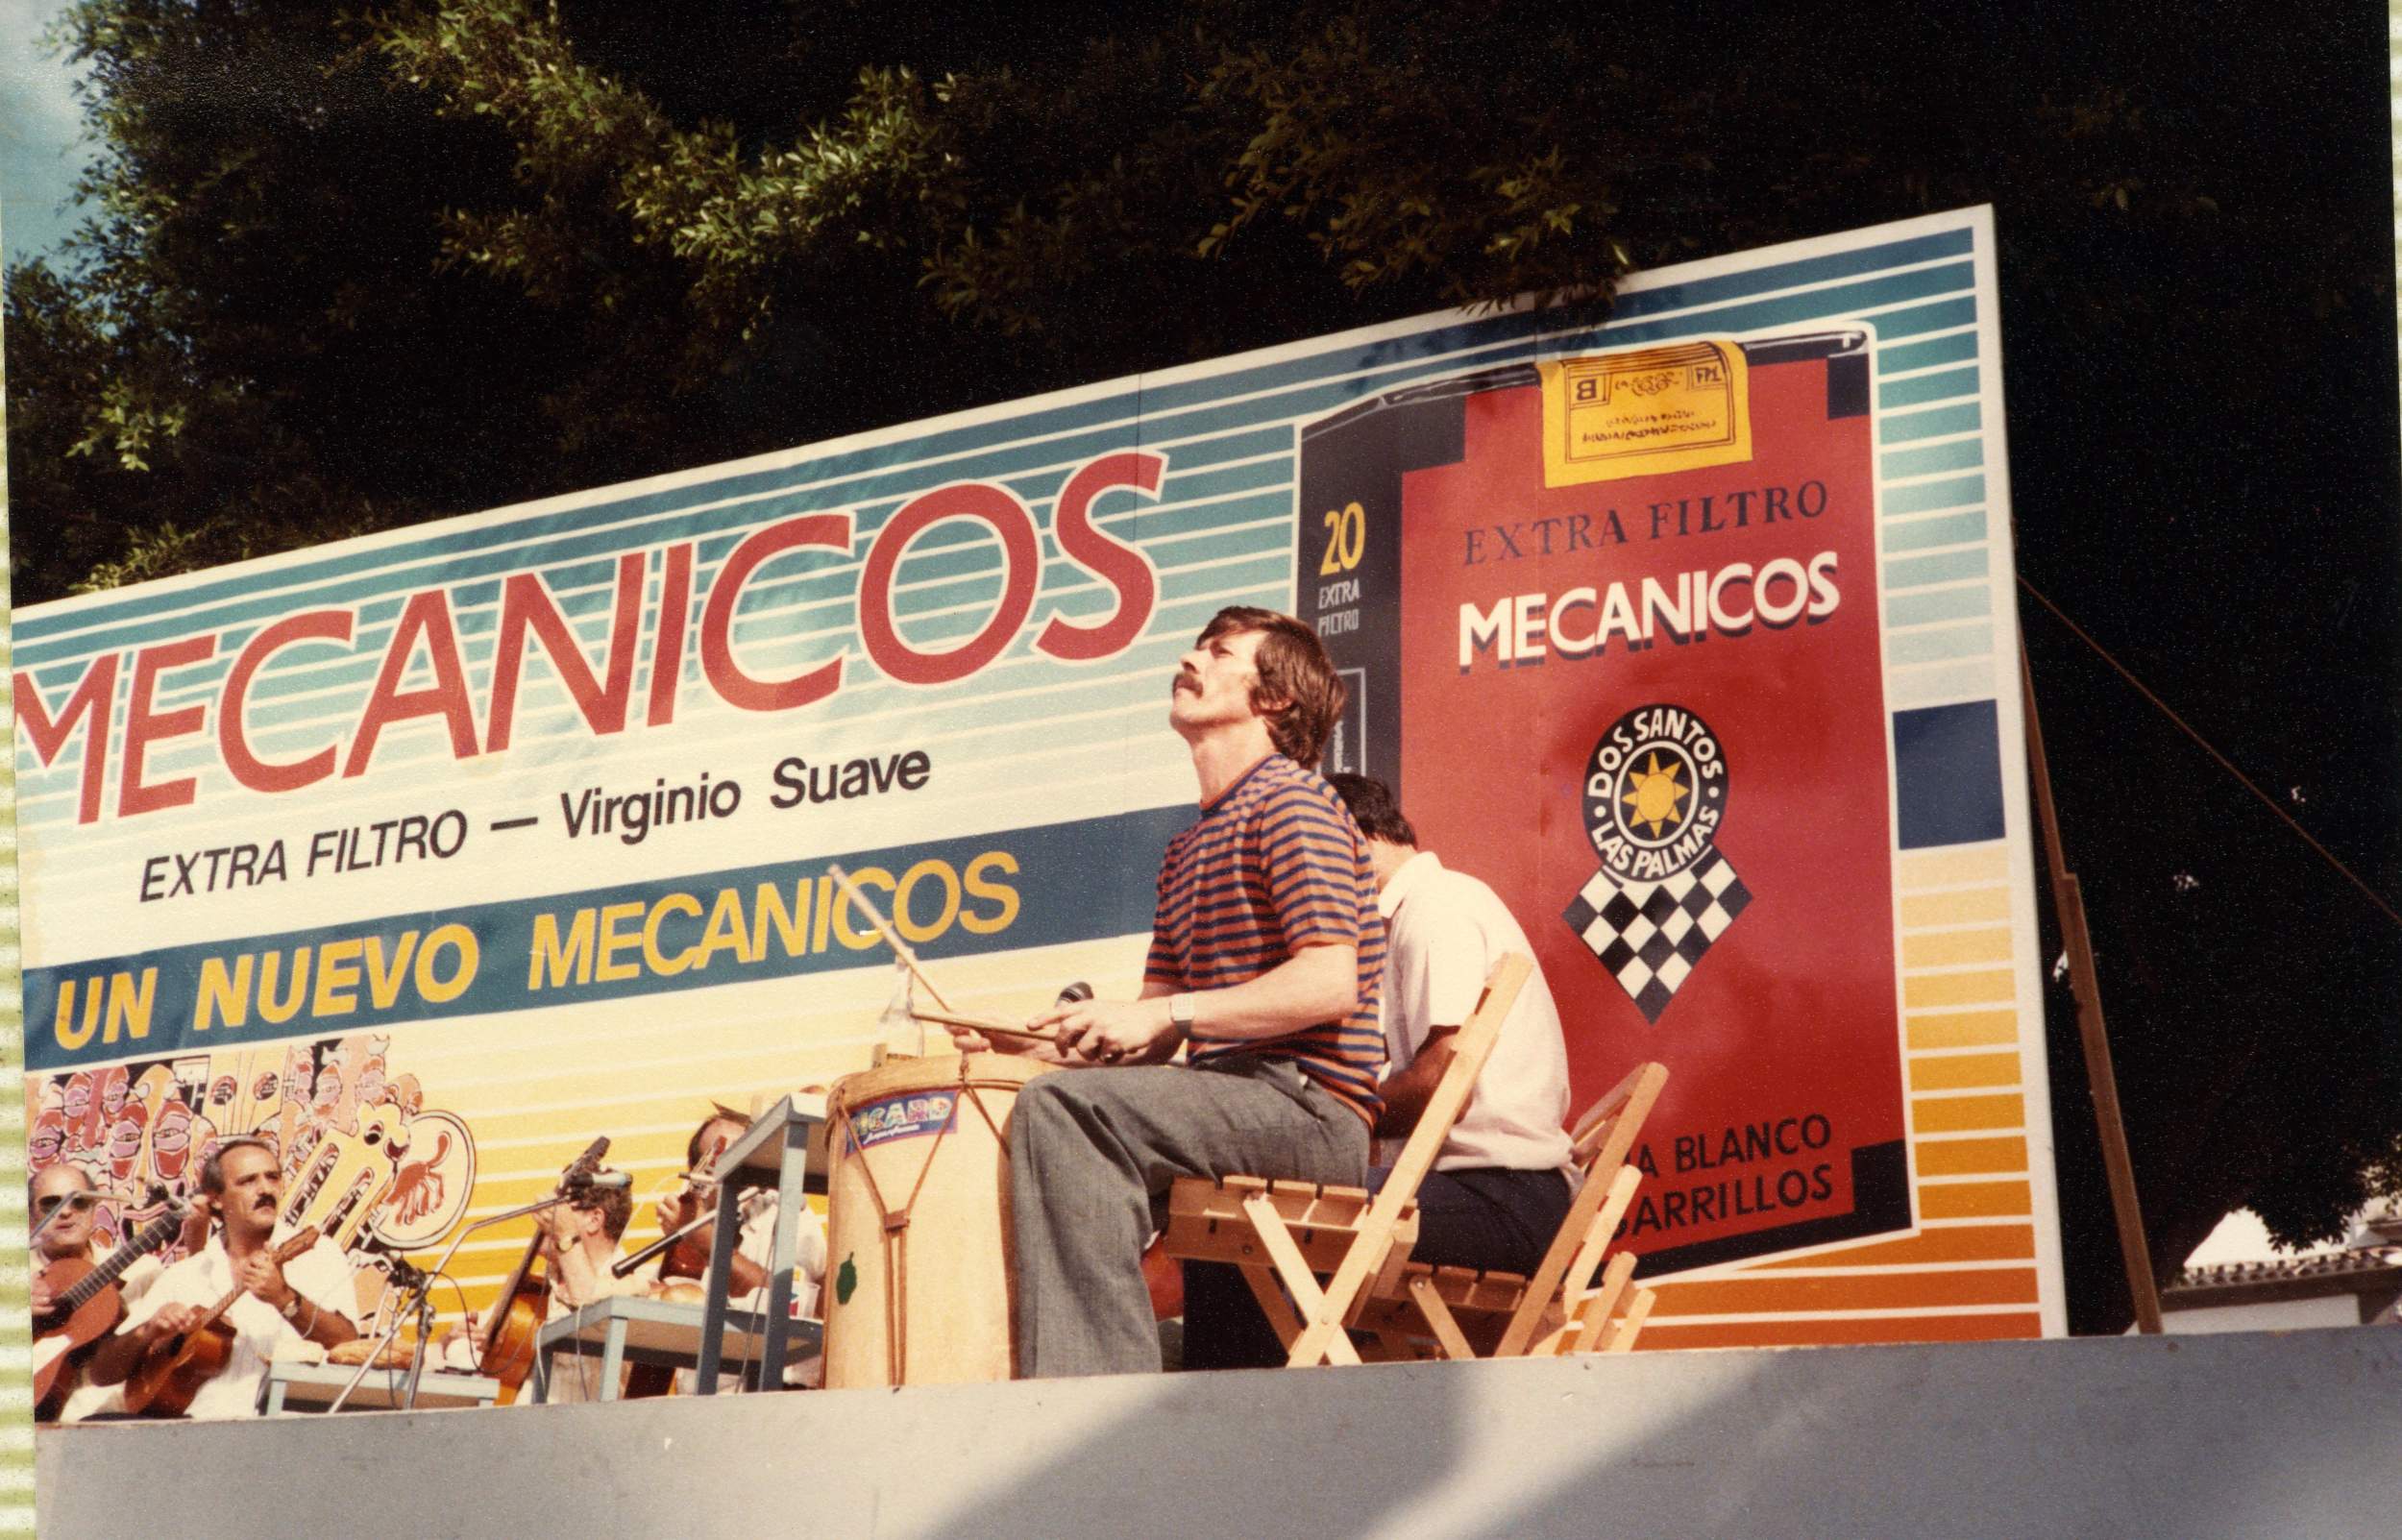 MECANICOS
EXTRA FILTRO — Virginio Suave
UN NUEVO MECANICOS
20
EXTRA
FILTRO
B
EXTRA FILTRO
MECANICOS
• DOS SANTOS •
LAS PALMAS
BLANCO